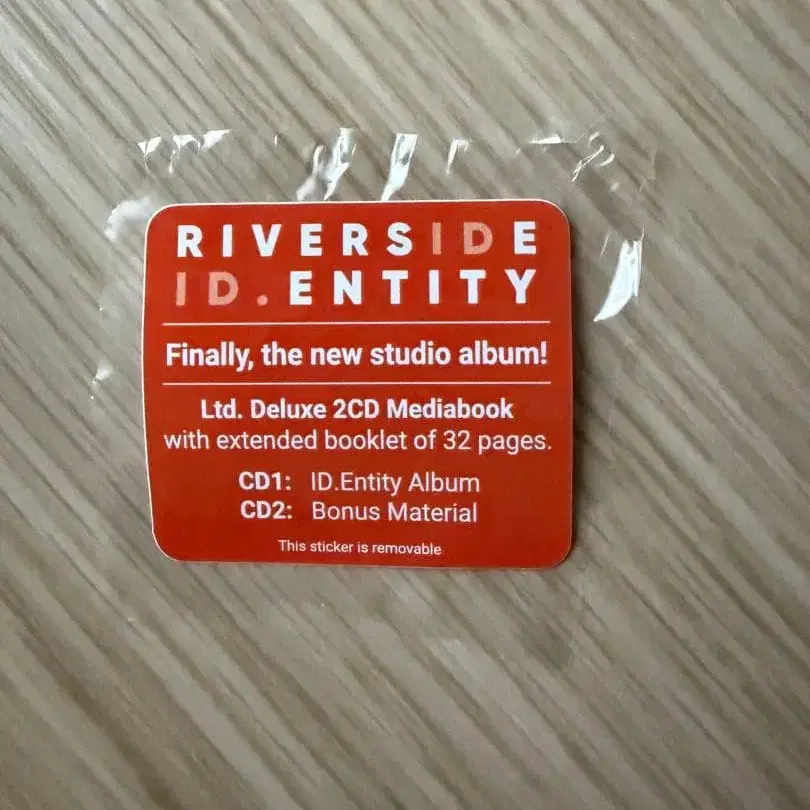 RIVERSIDE
ID.ENTITY
Finally, the new studio album!
Ltd. Deluxe 2CD Mediabook
with extended booklet of 32 pages.
CD1: ID.Entity Album
CD2: Bonus Material
This sticker is removable